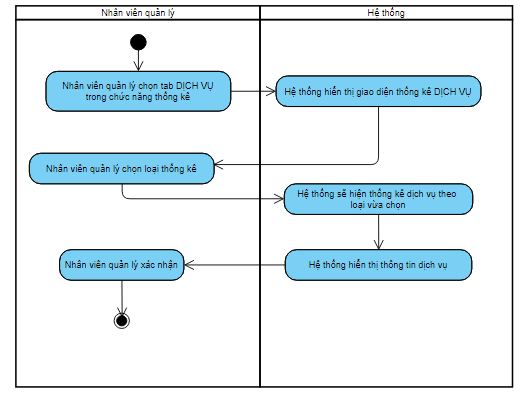 Nhân viên quản lý
Hệ thống
Nhân viên quản lý chọn tab DỊCH VỤ
trong chức năng thống kê
Hệ thống hiển thị giao diện thống kê DỊCH VỤ
Nhân viên quản lý chọn loại thống kê
Hệ thống sẽ hiện thống kê dịch vụ theo
loại vừa chọn
Nhân viên quản lý xác nhận
Hệ thống hiển thị thông tin dịch vụ